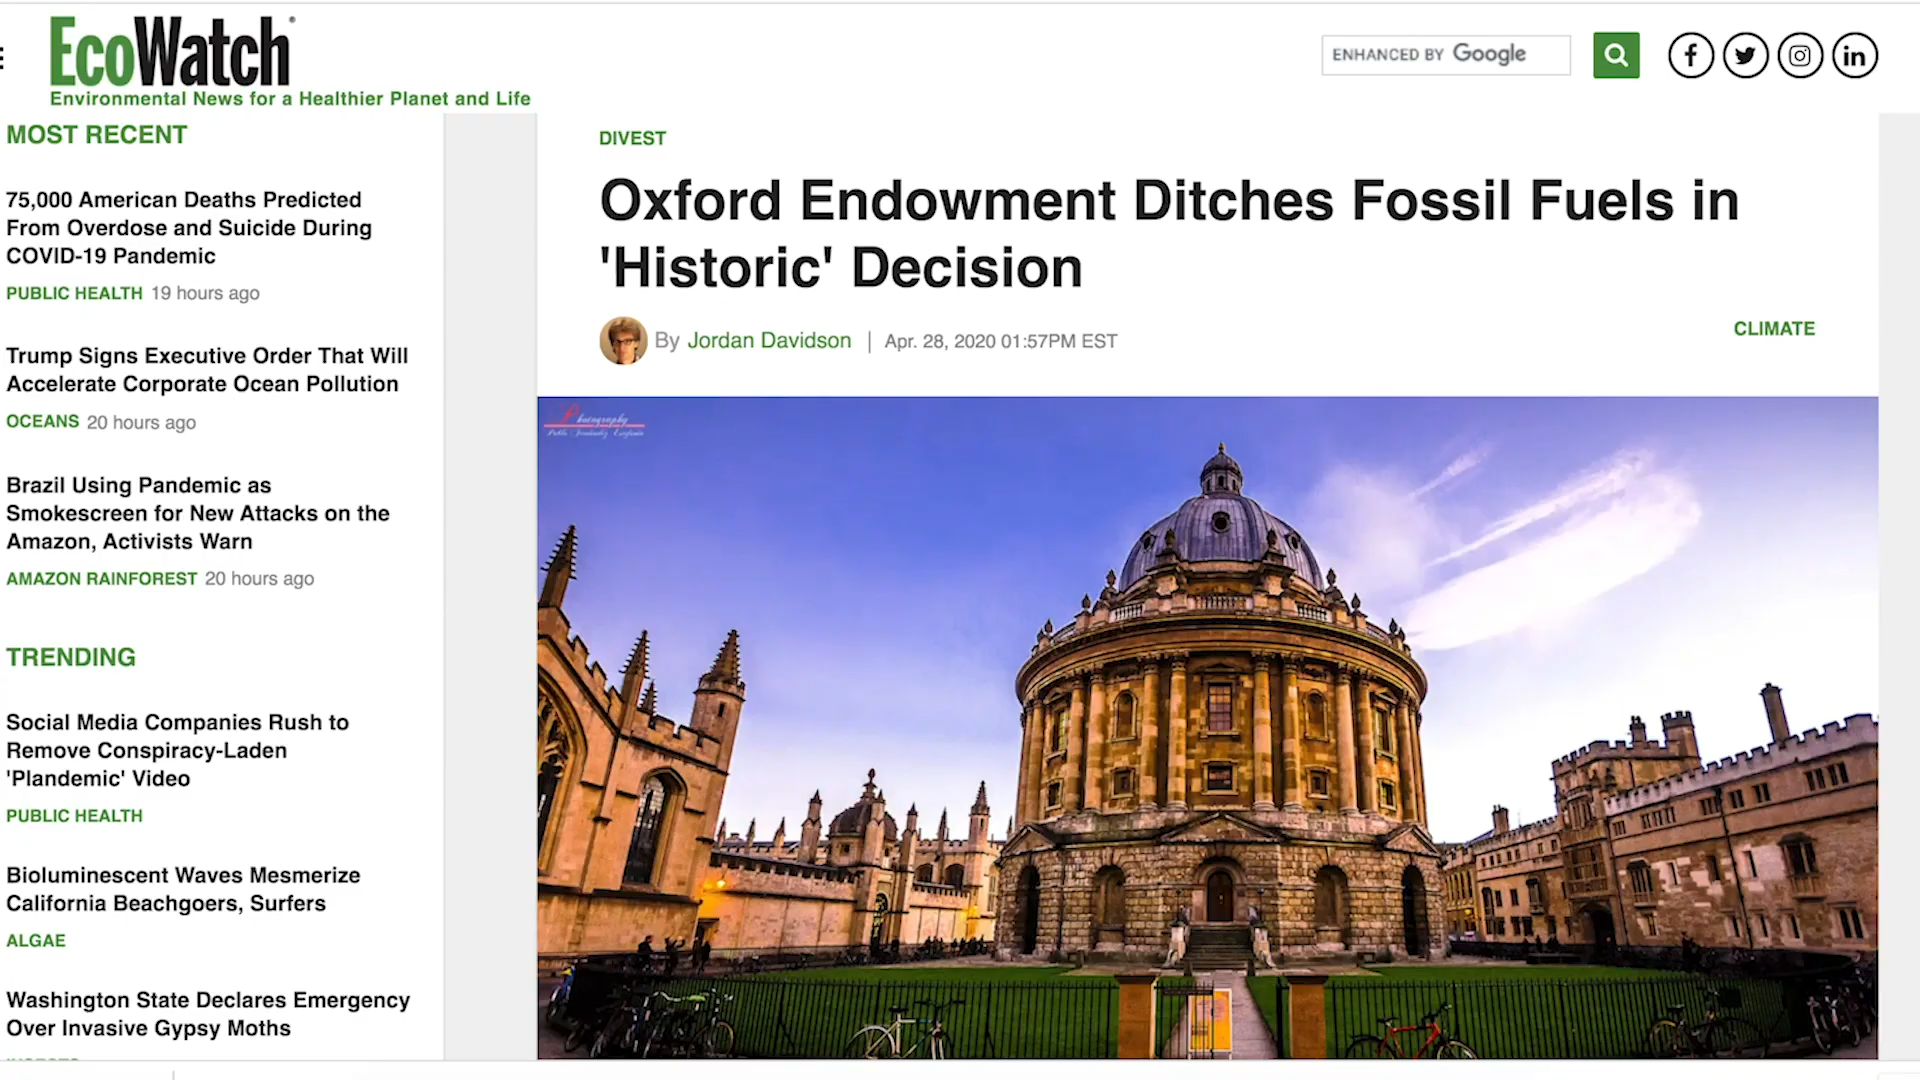 EcoWatch
Environmental News for a Healthier Planet and Life
ENHANCED BY Google
MOST RECENT
75,000 American Deaths Predicted
From Overdose and Suicide During
COVID-19 Pandemic
PUBLIC HEALTH 19 hours ago
Trump Signs Executive Order That Will
Accelerate Corporate Ocean Pollution
OCEANS 20 hours ago
Brazil Using Pandemic as
Smokescreen for New Attacks on the
Amazon, Activists Warn
AMAZON RAINFOREST 20 hours ago
TRENDING
Social Media Companies Rush to
Remove Conspiracy-Laden
'Plandemic' Video
PUBLIC HEALTH
Bioluminescent Waves Mesmerize
California Beachgoers, Surfers
ALGAE
Washington State Declares Emergency
Over Invasive Gypsy Moths
DIVEST
Oxford Endowment Ditches Fossil Fuels in
'Historic' Decision
By Jordan Davidson | Apr. 28, 2020 01:57PM EST
CLIMATE
Photography